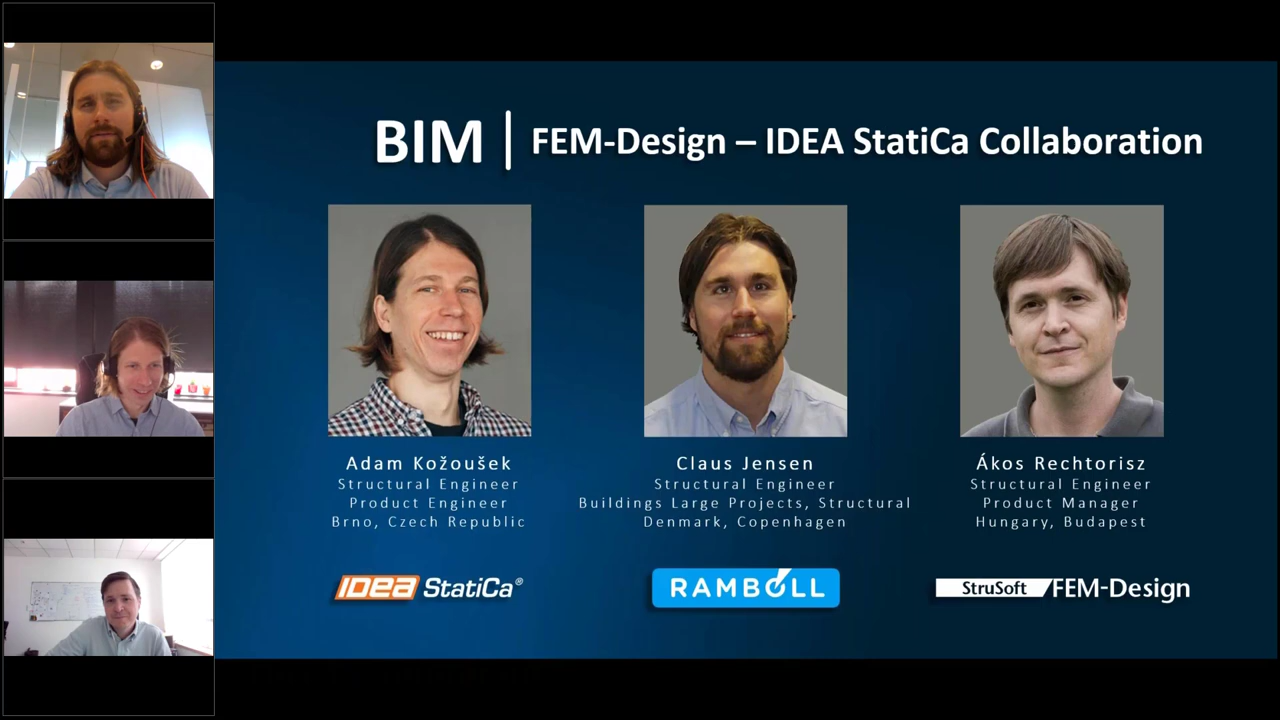 BIM | FEM-Design – IDEA StatiCa Collaboration
Adam Kožoušek
Structural Engineer
Product Engineer
Brno, Czech Republic
IDEA StatiCa®
Claus Jensen
Structural Engineer
Buildings Large Projects, Structural
Denmark, Copenhagen
RAMBOLL
Ákos Rechtorisz
Structural Engineer
Product Manager
Hungary, Budapest
StruSoft FEM-Design